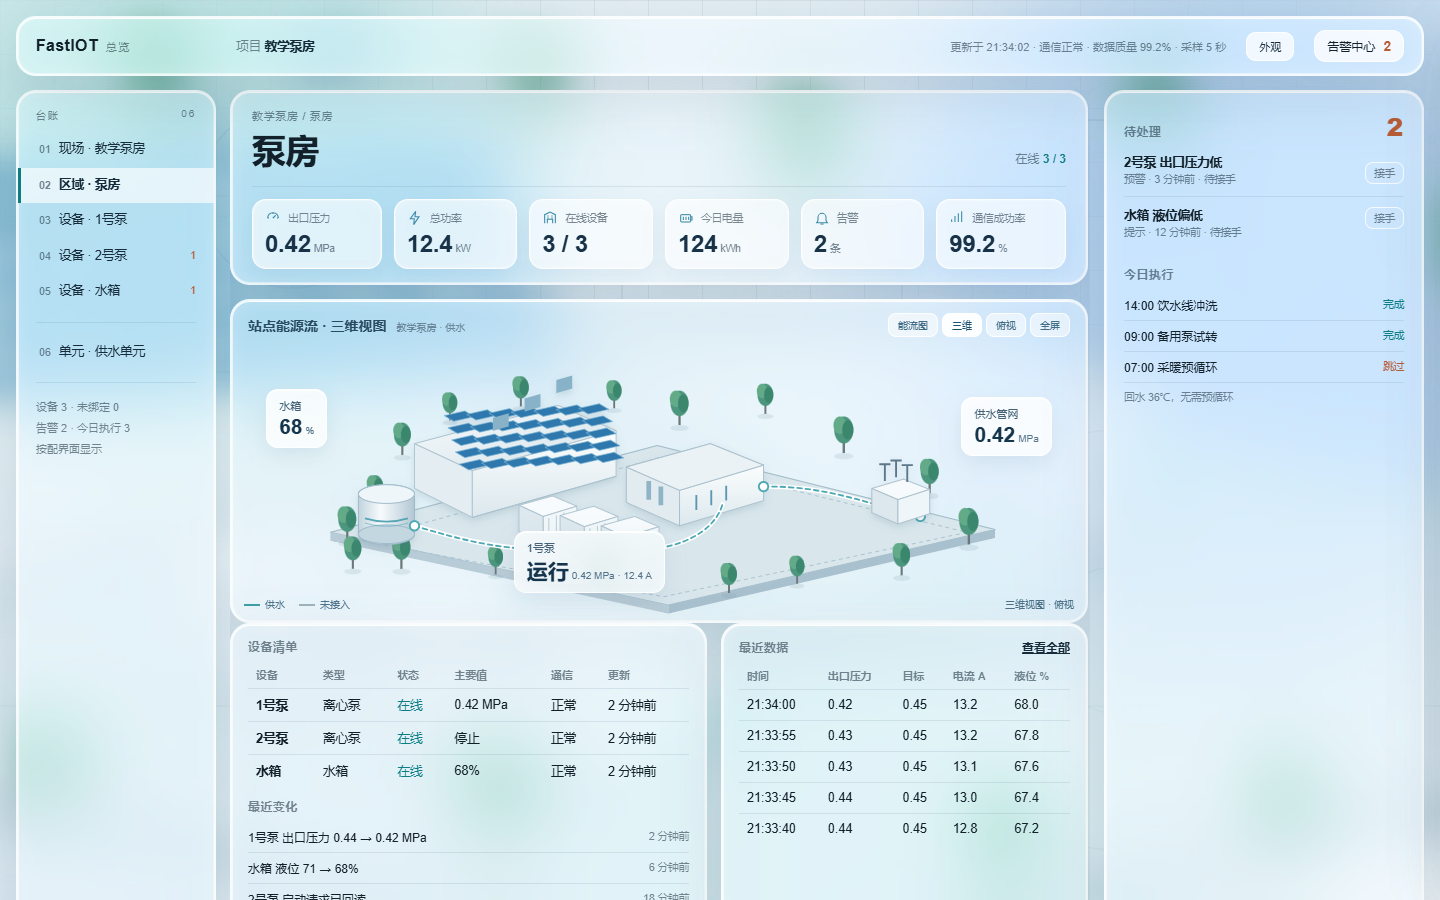 FastIOT 总览
项目 教学泵房
更新于 21:34:02 · 通信正常 · 数据质量 99.2% · 采样 5 秒
外观
告警中心 2
台账 06
01 现场 · 教学泵房
02 区域 · 泵房
03 设备 · 1号泵
04 设备 · 2号泵 1
05 设备 · 水箱 1
06 单元 · 供水单元
设备 3 · 未绑定 0
告警 2 · 今日执行 3
按配界面显示
教学泵房 / 泵房
泵房
在线 3 / 3
出口压力
0.42 MPa
总功率
12.4 kW
在线设备
3 / 3
今日电量
124 kWh
告警
2 条
通信成功率
99.2 %
站点能源流 · 三维视图 教学泵房 · 供水
能流图 三维 俯视 全屏
水箱
68 %
供水管网
0.42 MPa
1号泵
运行 0.42 MPa · 12.4 A
供水 未接入
三维视图 · 俯视
设备清单
设备 类型 状态 主要值 通信 更新
1号泵 离心泵 在线 0.42 MPa 正常 2 分钟前
2号泵 离心泵 在线 停止 正常 2 分钟前
水箱 水箱 在线 68% 正常 2 分钟前
最近变化
1号泵 出口压力 0.44 → 0.42 MPa 2 分钟前
水箱 液位 71 → 68% 6 分钟前
2号泵 启动请求已回读 18 分钟前
最近数据 查看全部
时间 出口压力 目标 电流 A 液位 %
21:34:00 0.42 0.45 13.2 68.0
21:33:55 0.43 0.45 13.2 67.8
21:33:50 0.43 0.45 13.1 67.6
21:33:45 0.44 0.45 13.0 67.4
21:33:40 0.44 0.45 12.8 67.2
待处理 2
2号泵 出口压力低
预警 · 3 分钟前 · 待接手
接手
水箱 液位偏低
提示 · 12 分钟前 · 待接手
接手
今日执行
14:00 饮水线冲洗 完成
09:00 备用泵试转 完成
07:00 采暖预循环 跳过
回水 36°C，无需预循环